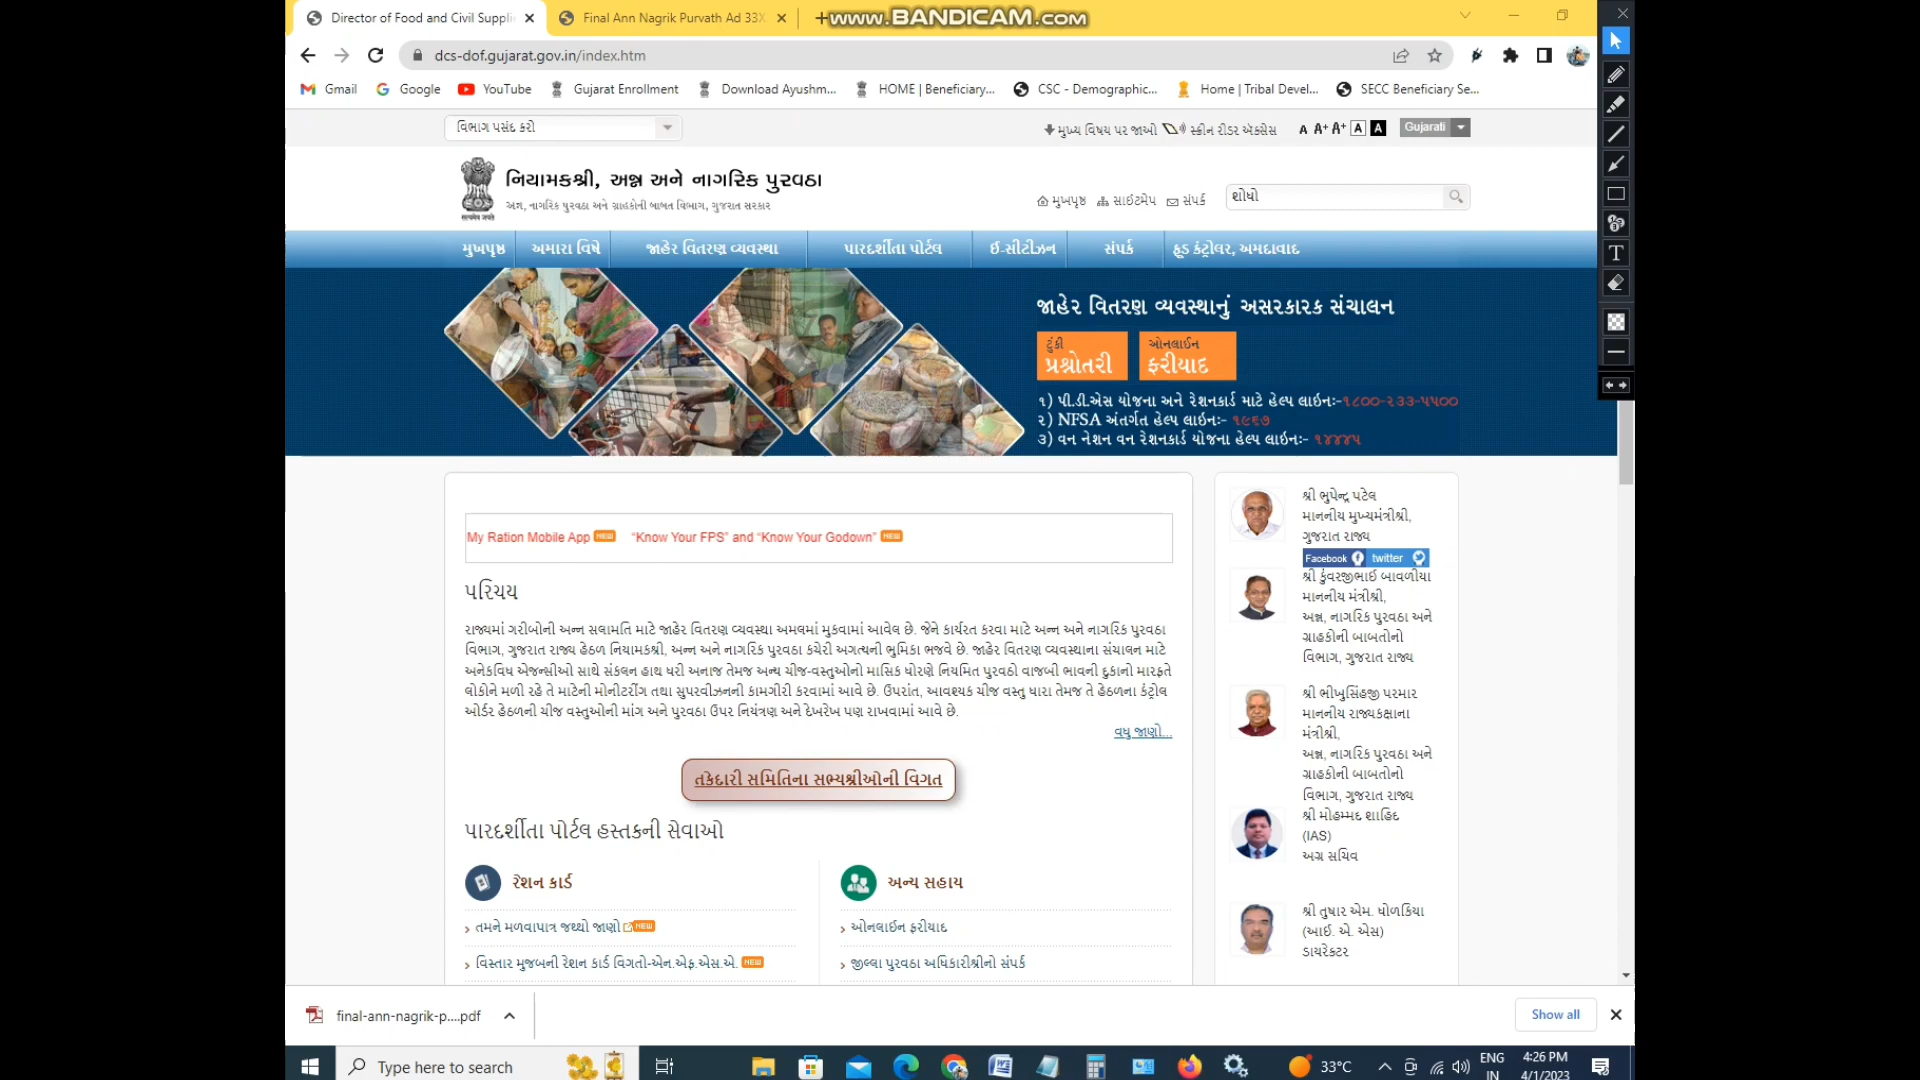 Director of Food and Civil Suppli
Final Ann Nagrik Purvath Ad 33X
www.BANDICAM.com
dcs-dof.gujarat.gov.in/index.htm
Gmail
Google
YouTube
Gujarat Enrollment
Download Ayushm...
HOME | Beneficiary...
CSC - Demographic...
Home | Tribal Devel...
SECC Beneficiary Se...
વિભાગ પસંદ કરો
મુખ્ય વિષય પર જાઓ
સ્ક્રીન રીડર ઍક્સેસ
A A+ A+ A A
Gujarati
નિયામકશ્રી, અન્ન અને નાગરિક પુરવઠા
અન્ન, નાગરિક પુરવઠા અને ગ્રાહકોની બાબત વિભાગ, ગુજરાત સરકાર
મુખપૃષ્ઠ
સાઈટમેપ
સંપર્ક
શોધો
મુખપૃષ્ઠ
અમારા વિષે
જાહેર વિતરણ વ્યવસ્થા
પારદર્શીતા પોર્ટલ
ઈ-સીટીઝન
સંપર્ક
ફૂડ કંટ્રોલર, અમદાવાદ
જાહેર વિતરણ વ્યવસ્થાનું અસરકારક સંચાલન
ટુંકી
પ્રશ્નોતરી
ઓનલાઈન
ફરીયાદ
૧) પી.ડી.એસ યોજના અને રેશનકાર્ડ માટે હેલ્પ લાઇન:-૧૮૦૦-૨૩૩-૫૫૦૦
૨) NFSA અંતર્ગત હેલ્પ લાઇન:- ૧૯૬૭
૩) વન નેશન વન રેશનકાર્ડ યોજના હેલ્પ લાઇન:- ૧૪૪૪૫
My Ration Mobile App NEW “Know Your FPS” and “Know Your Godown” NEW
પરિચય
રાજ્યમાં ગરીબોની અન્ન સલામતિ માટે જાહેર વિતરણ વ્યવસ્થા અમલમાં મુકવામાં આવેલ છે. જેને કાર્યરત કરવા માટે અન્ન અને નાગરિક પુરવઠા
વિભાગ, ગુજરાત રાજ્ય હેઠળ નિયામકશ્રી, અન્ન અને નાગરિક પુરવઠા કચેરી અગત્યની ભુમિકા ભજવે છે. જાહેર વિતરણ વ્યવસ્થાના સંચાલન માટે
અનેકવિધ એજન્સીઓ સાથે સંકલન હાથ ધરી અનાજ તેમજ અન્ય ચીજ-વસ્તુઓનો માસિક ધોરણે નિયમિત પુરવઠો વાજબી ભાવની દુકાનો મારફતે
લોકોને મળી રહે તે માટેની મોનીટરીંગ તથા સુપરવીઝનની કામગીરી કરવામાં આવે છે. ઉપરાંત, આવશ્યક ચીજ વસ્તુ ધારા તેમજ તે હેઠળના કંટ્રોલ
ઓર્ડર હેઠળની ચીજ વસ્તુઓની માંગ અને પુરવઠા ઉપર નિયંત્રણ અને દેખરેખ પણ રાખવામાં આવે છે.
વધુ જાણો...
તકેદારી સમિતિના સભ્યશ્રીઓની વિગત
પારદર્શીતા પોર્ટલ હસ્તકની સેવાઓ
રેશન કાર્ડ
તમને મળવાપાત્ર જથ્થો જાણો NEW
વિસ્તાર મુજબની રેશન કાર્ડ વિગતો-એન.એફ.એસ.એ. NEW
અન્ય સહાય
ઓનલાઈન ફરીયાદ
જીલ્લા પુરવઠા અધિકારીશ્રીનો સંપર્ક
શ્રી ભુપેન્દ્ર પટેલ
માનનીય મુખ્યમંત્રીશ્રી,
ગુજરાત રાજ્ય
Facebook twitter
શ્રી કુંવરજીભાઈ બાવળીયા
માનનીય મંત્રીશ્રી,
અન્ન, નાગરિક પુરવઠા અને
ગ્રાહકોની બાબતોનો
વિભાગ, ગુજરાત રાજ્ય
શ્રી ભીખુસિંહજી પરમાર
માનનીય રાજ્યકક્ષાના
મંત્રીશ્રી,
અન્ન, નાગરિક પુરવઠા અને
ગ્રાહકોની બાબતોનો
વિભાગ, ગુજરાત રાજ્ય
શ્રી મોહમ્મદ શાહિદ
(IAS)
અગ્ર સચિવ
શ્રી તુષાર એમ. ધોળકિયા
(આઈ. એ. એસ)
ડાયરેક્ટર
final-ann-nagrik-p....pdf
Show all
Type here to search
33°C
ENG
IN
4:26 PM
4/1/2023